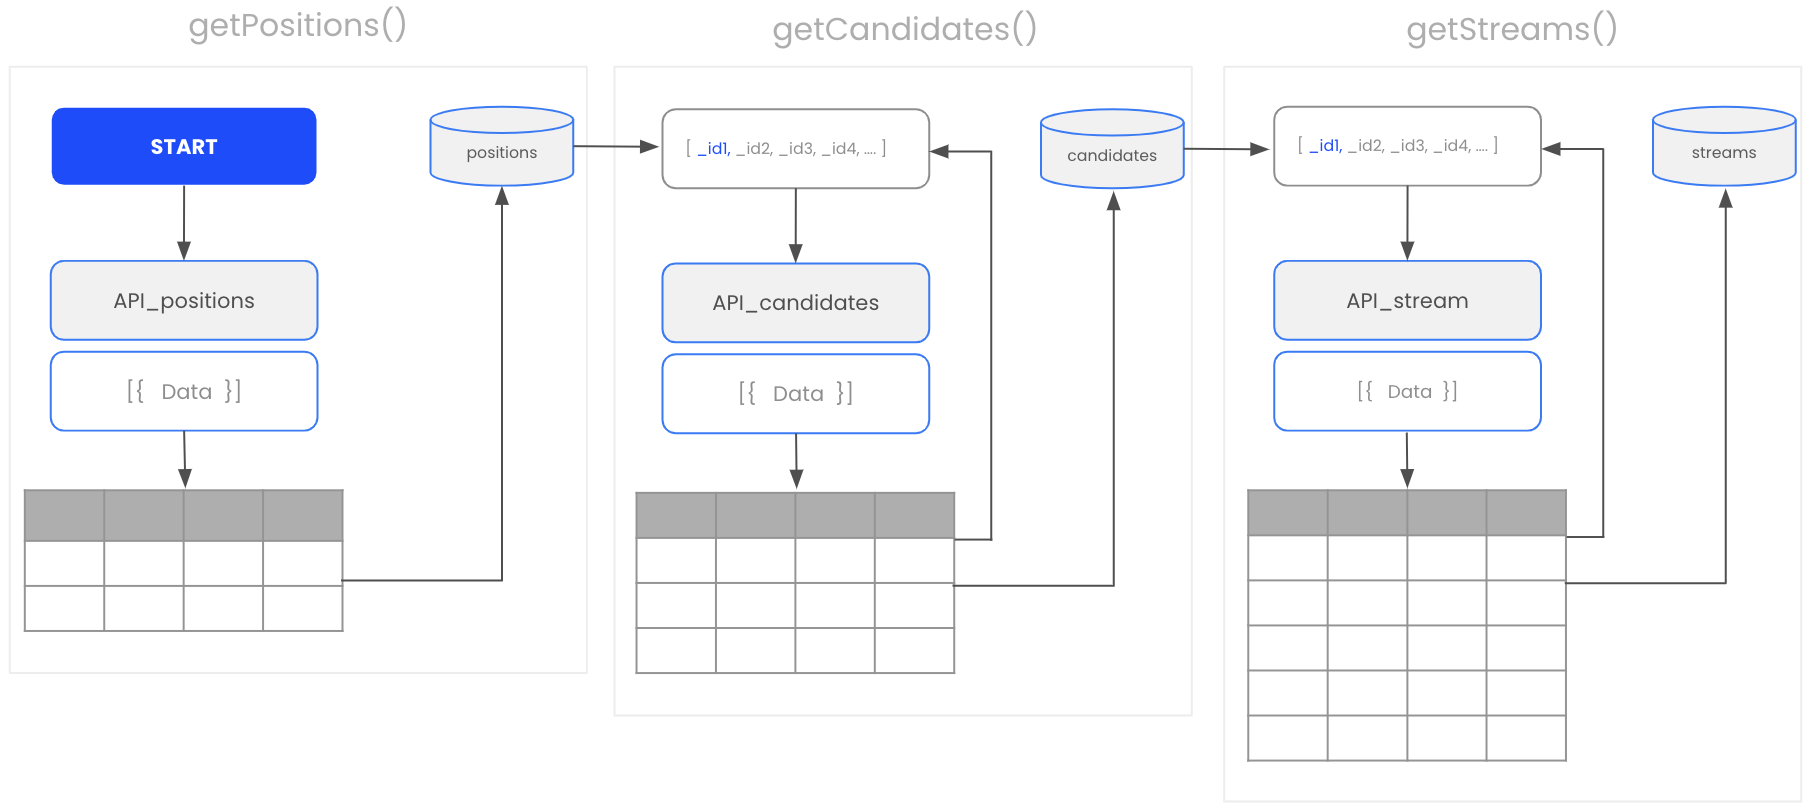 getPositions()
START
positions
API_positions
[{ Data }]
getCandidates()
[ _id1, _id2, _id3, _id4, .... ]
candidates
API_candidates
[{ Data }]
getStreams()
[ _id1, _id2, _id3, _id4, .... ]
streams
API_stream
[{ Data }]